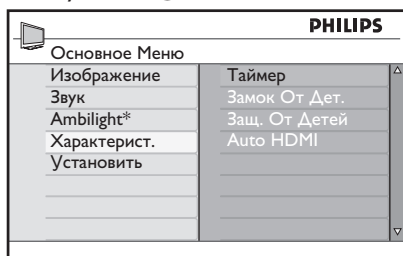 PHILIPS
Основное Меню
Изображение
Звук
Ambilight*
Характерист.
Установить
Таймер
Замок От Дет.
Защ. От Детей
Auto HDMI